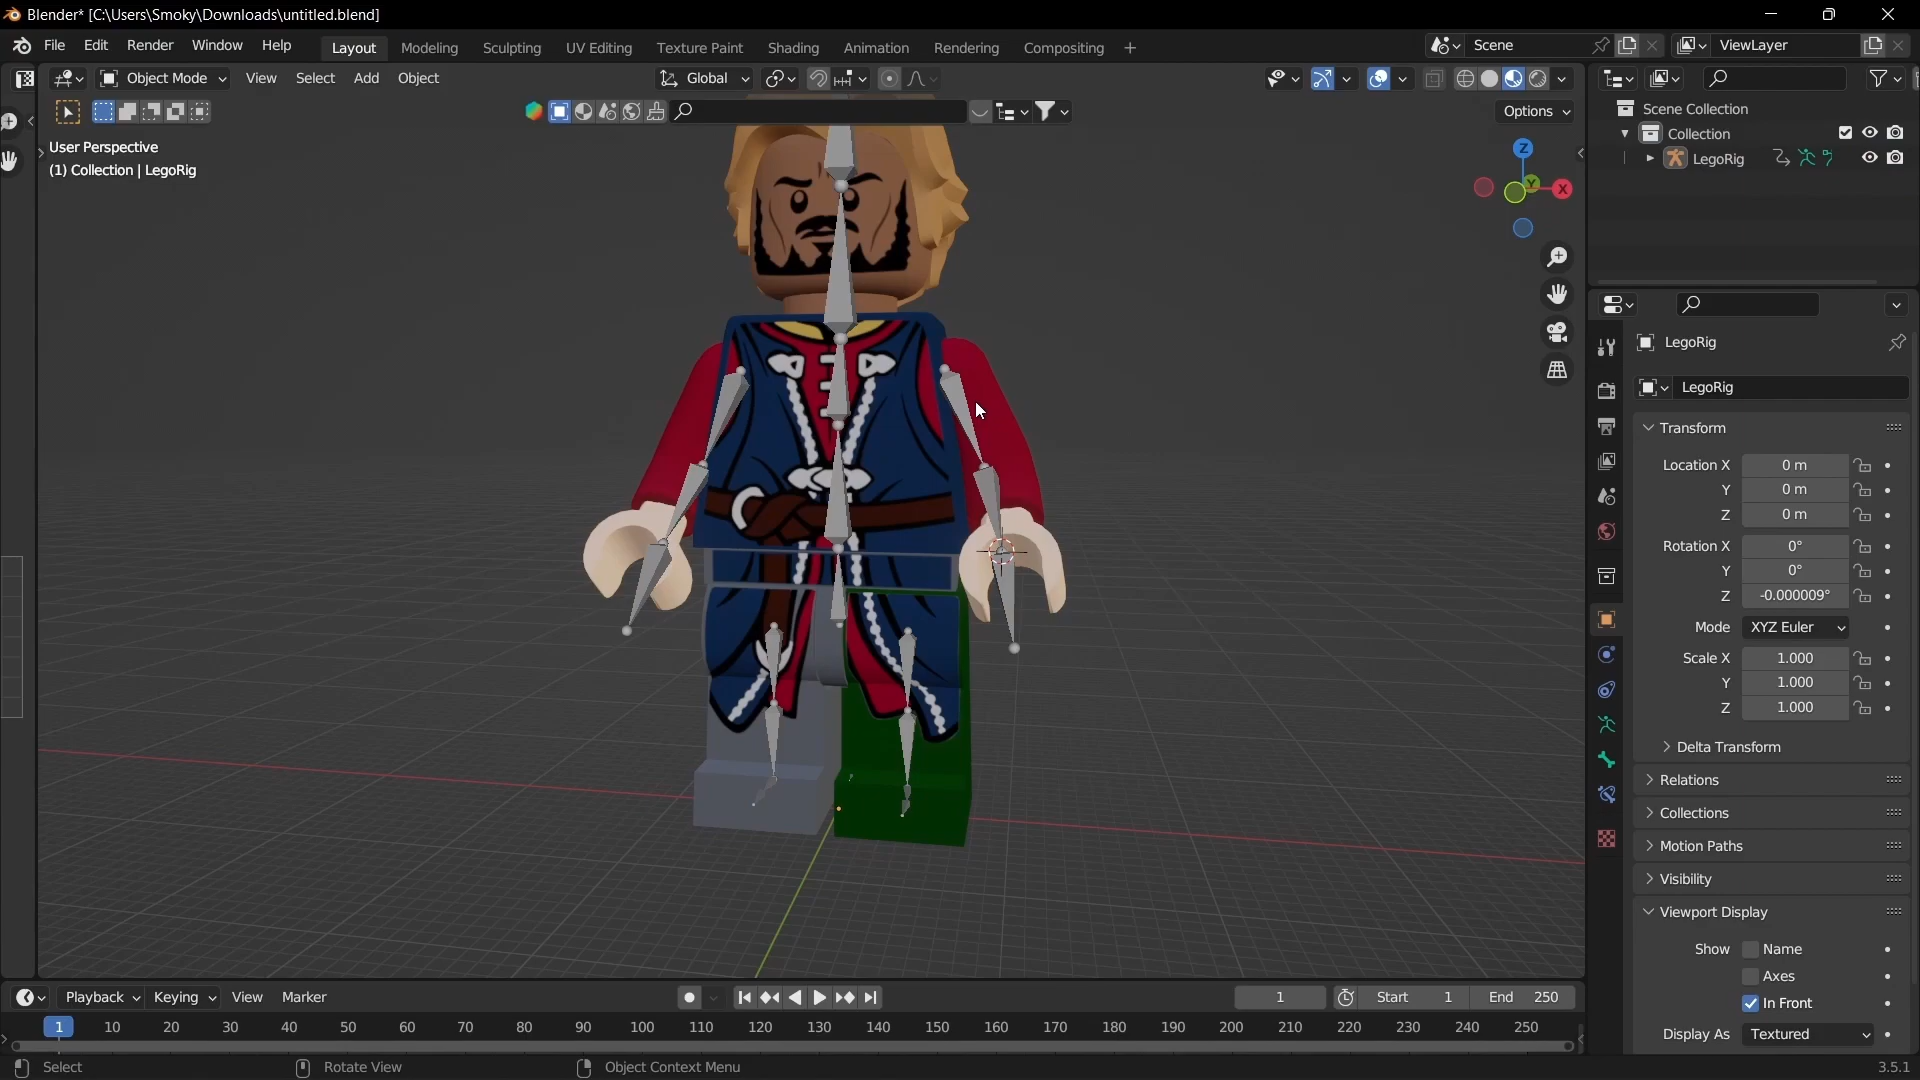 Blender* [C:\Users\Smoky\Downloads\untitled.blend]
File Edit Render Window Help Layout Modeling Sculpting UV Editing Texture Paint Shading Animation Rendering Compositing + Scene ViewLayer
Object Mode View Select Add Object Global
Options
User Perspective
(1) Collection | LegoRig
Z
Y
X
Scene Collection
Collection
LegoRig
LegoRig
LegoRig
Transform
Location X 0 m
Y 0 m
Z 0 m
Rotation X 0°
Y 0°
Z -0.000009°
Mode XYZ Euler
Scale X 1.000
Y 1.000
Z 1.000
Delta Transform
Relations
Collections
Motion Paths
Visibility
Viewport Display
Show Name
Axes
In Front
Display As Textured
Playback Keying View Marker 1 Start 1 End 250
1 10 20 30 40 50 60 70 80 90 100 110 120 130 140 150 160 170 180 190 200 210 220 230 240 250
Select Rotate View Object Context Menu 3.5.1